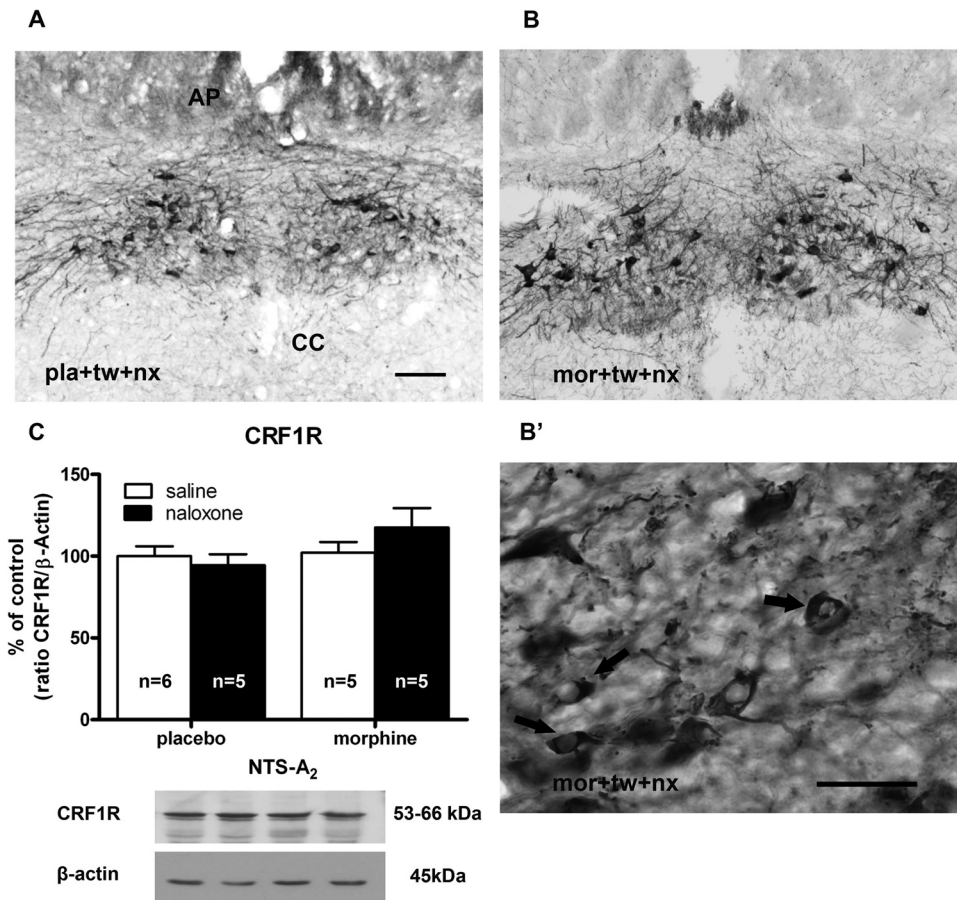 A
B
AP
CC
pla+tw+nx
mor+tw+nx
C
CRF1R
B’
% of control
(ratio CRF1R/β-Actin)
150
100
50
0
saline
naloxone
n=6
n=5
n=5
n=5
placebo
morphine
NTS-A₂
CRF1R
53-66 kDa
β-actin
45kDa
mor+tw+nx